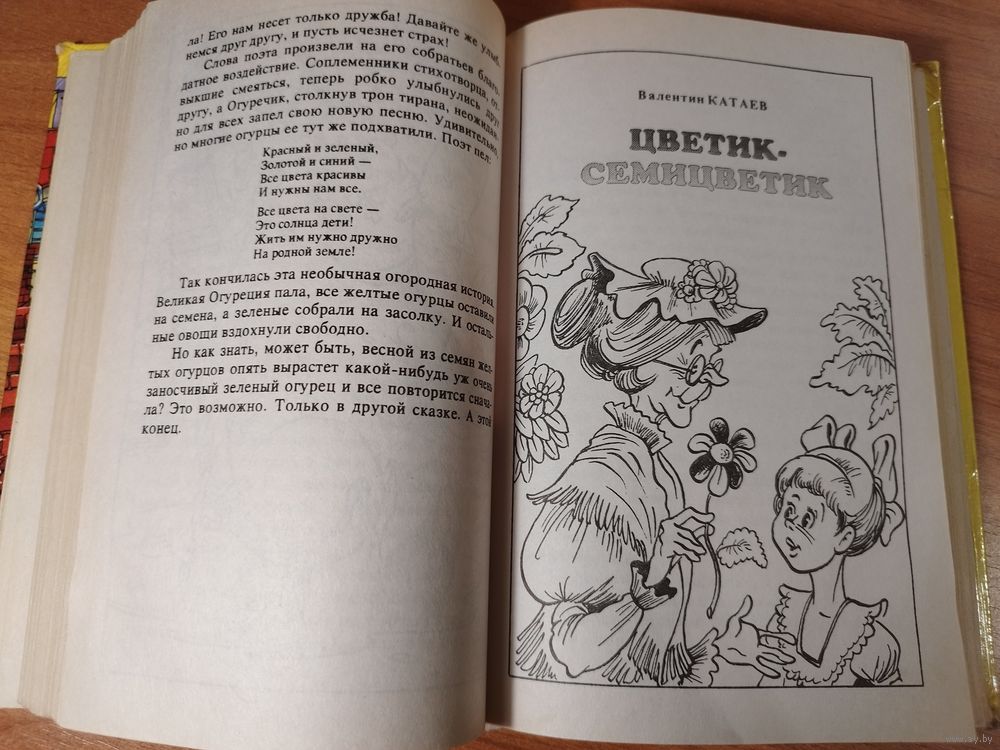 ла! Его нам несет только дружба! Давайте же улыб-
немся друг другу, и пусть исчезнет страх!
Слова поэта произвели на его собратьев благо-
датное воздействие. Соплеменники стихотворца, от-
выкшие смеяться, теперь робко улыбнулись друг
другу, а Огуречик, столкнув трон тирана, неожидан-
но для всех запел свою новую песню. Удивительно,
но многие огурцы ее тут же подхватили. Поэт пел:
Красный и зеленый,
Золотой и синий —
Все цвета красивы
И нужны нам все.
Все цвета на свете —
Это солнца дети!
Жить им нужно дружно
На родной земле!
Так кончилась эта необычная огородная история.
Великая Огуреция пала, все желтые огурцы оставили
на семена, а зеленые собрали на засолку. И осталь-
ные овощи вздохнули свободно.
Но как знать, может быть, весной из семян жел-
тых огурцов опять вырастет какой-нибудь уж очень
заносчивый зеленый огурец и все повторится снача-
ла? Это возможно. Только в другой сказке. А этой
конец.
Валентин КАТАЕВ
ЦВЕТИК-
СЕМИЦВЕТИК
www.ay.by